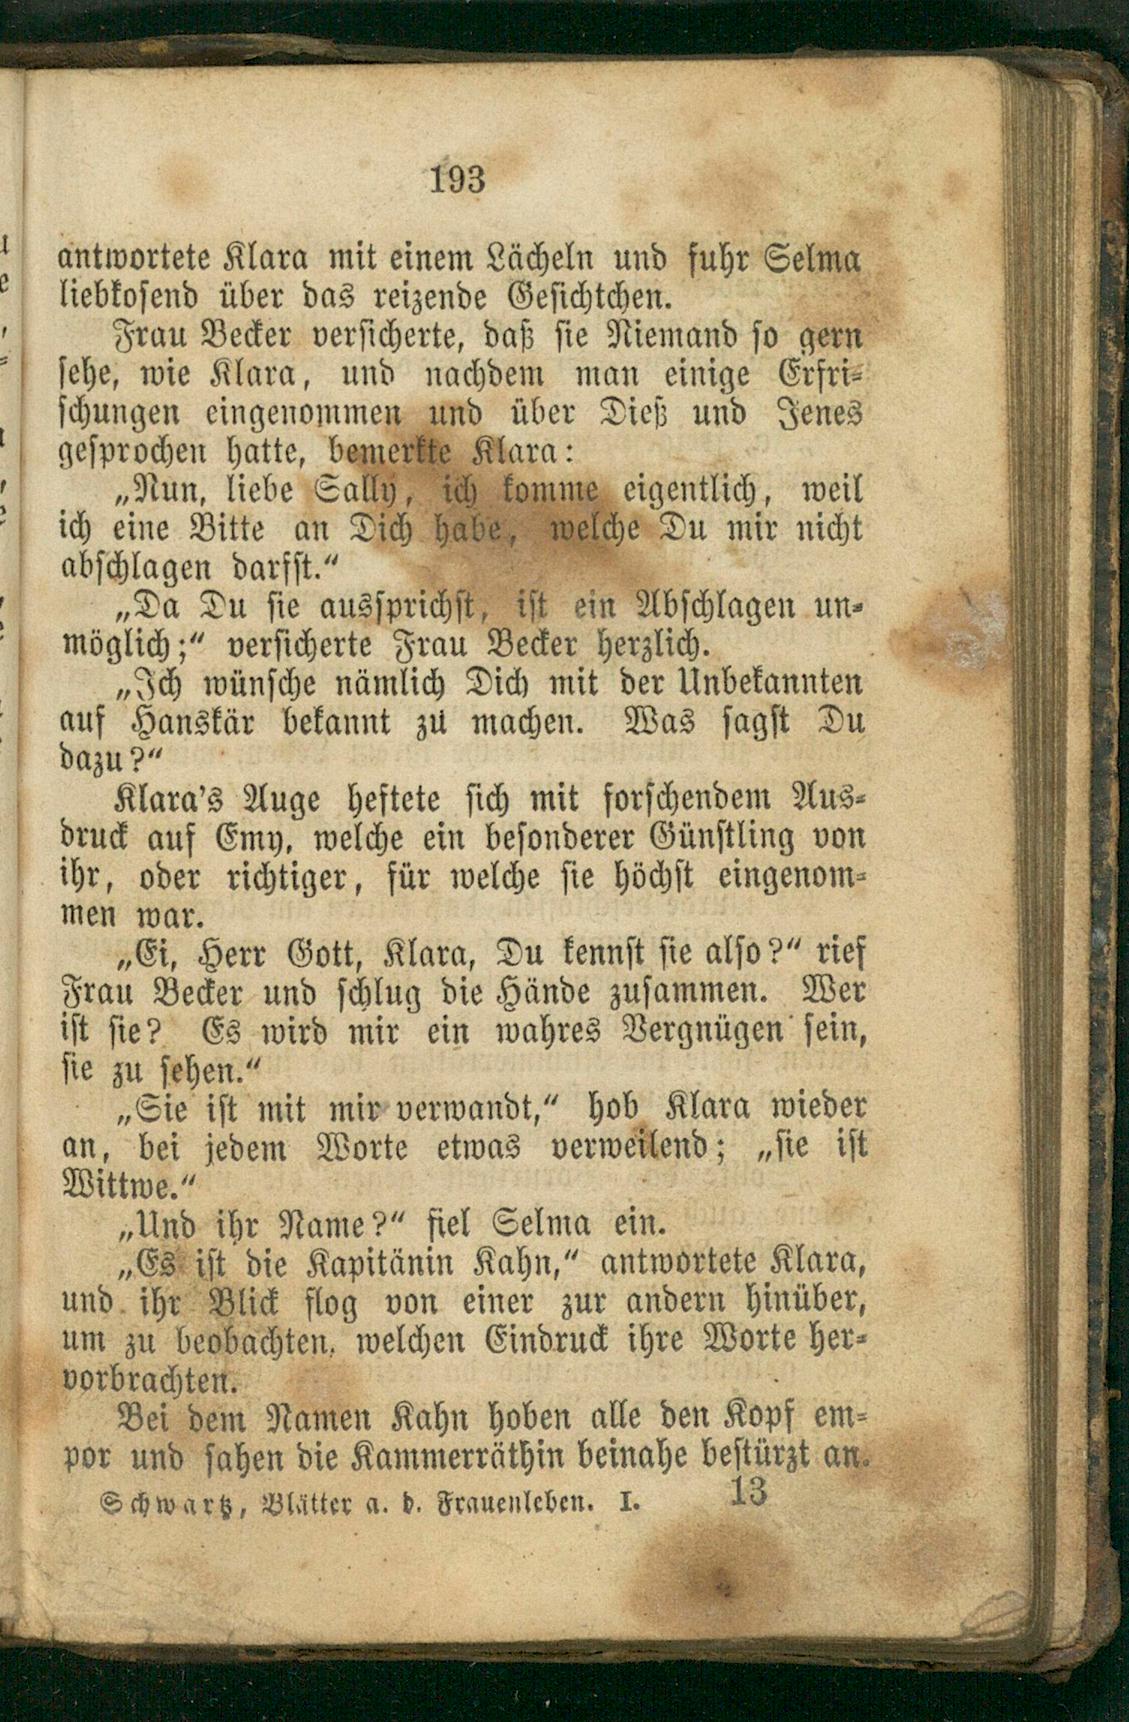 193
antwortete Klara mit einem Lächeln und fuhr Selma
liebkosend über das reizende Gesichtchen.
Frau Becker versicherte, daß sie Niemand so gern
sehe, wie Klara, und nachdem man einige Erfri-
schungen eingenommen und über Dieß und Jenes
gesprochen hatte, bemerkte Klara:
„Nun, liebe Sally, ich komme eigentlich, weil
ich eine Bitte an Dich habe, welche Du mir nicht
abschlagen darfst.“
„Da Du sie aussprichst, ist ein Abschlagen un-
möglich;“ versicherte Frau Becker herzlich.
„Ich wünsche nämlich Dich mit der Unbekannten
auf Hanskär bekannt zu machen. Was sagst Du
dazu?“
Klara's Auge heftete sich mit forschendem Aus-
druck auf Emy, welche ein besonderer Günstling von
ihr, oder richtiger, für welche sie höchst eingenom-
men war.
„Ei, Herr Gott, Klara, Du kennst sie also?“ rief
Frau Becker und schlug die Hände zusammen. Wer
ist sie? Es wird mir ein wahres Vergnügen sein,
sie zu sehen.“
„Sie ist mit mir verwandt,“ hob Klara wieder
an, bei jedem Worte etwas verweilend; „sie ist
Wittwe.“
„Und ihr Name?“ fiel Selma ein.
„Es ist die Kapitänin Kahn,“ antwortete Klara,
und ihr Blick flog von einer zur andern hinüber,
um zu beobachten, welchen Eindruck ihre Worte her-
vorbrachten.
Bei dem Namen Kahn hoben alle den Kopf em-
por und sahen die Kammerräthin beinahe bestürzt an.
Schwartz, Blätter a. d. Frauenleben. I. 13